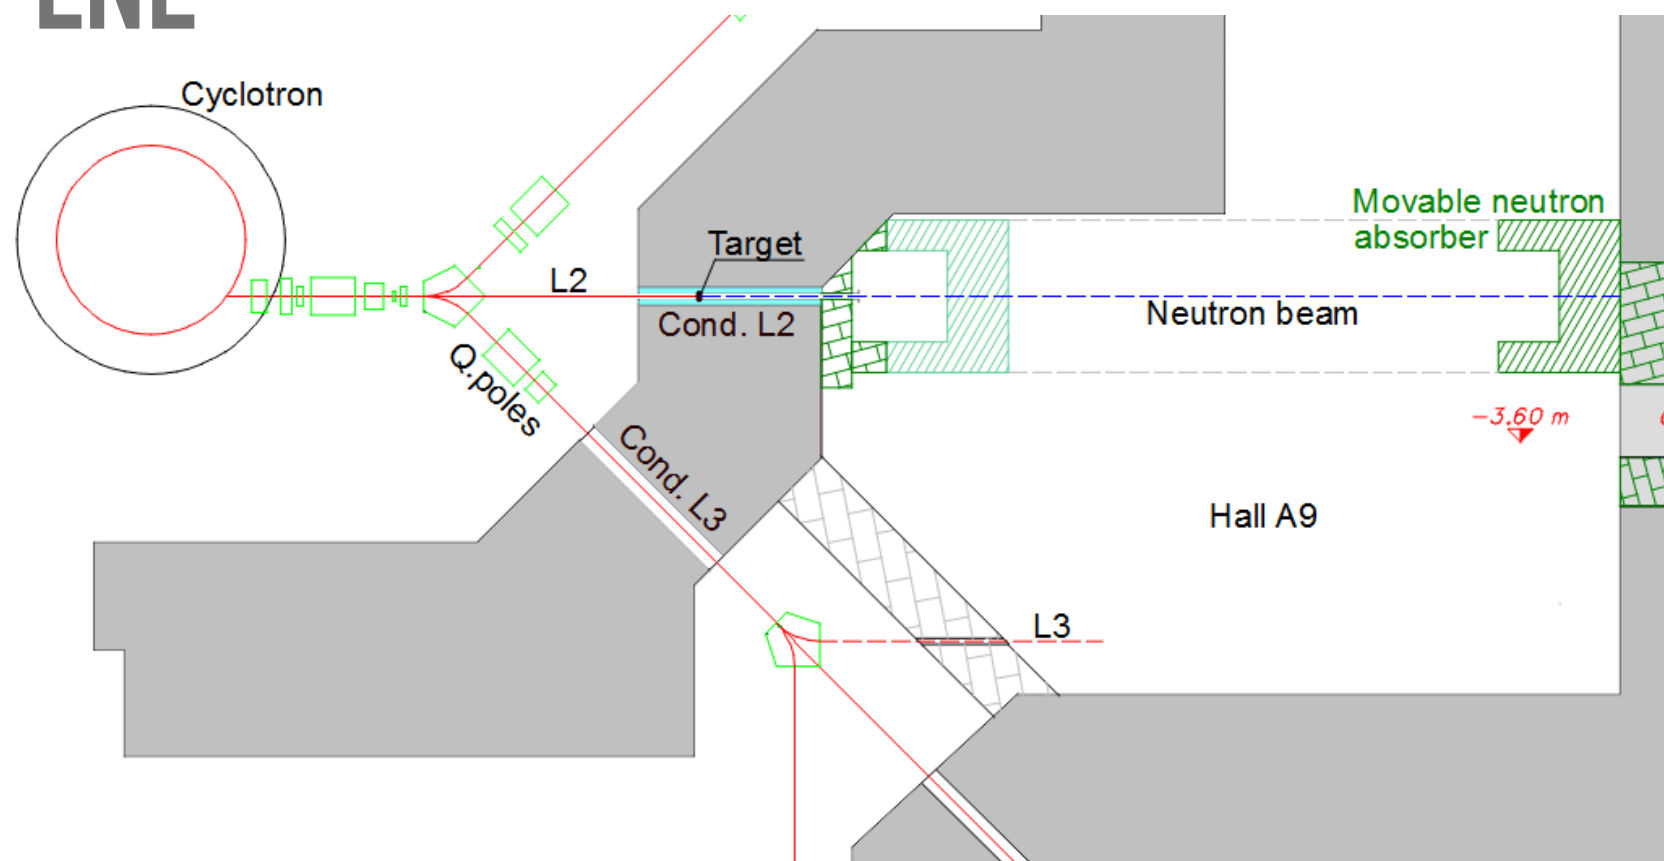 Cyclotron
Movable neutron
absorber
Target
L2
Neutron beam
Cond. L2
Q.poles
-3.60 m
Cond. L3
Hall A9
L3